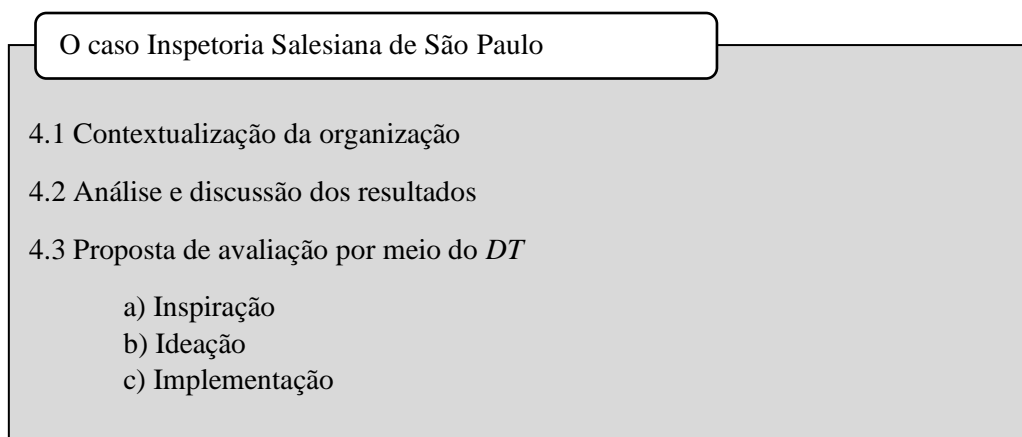 O caso Inspetoria Salesiana de São Paulo
4.1 Contextualização da organização
4.2 Análise e discussão dos resultados
4.3 Proposta de avaliação por meio do DT
a) Inspiração
b) Ideação
c) Implementação